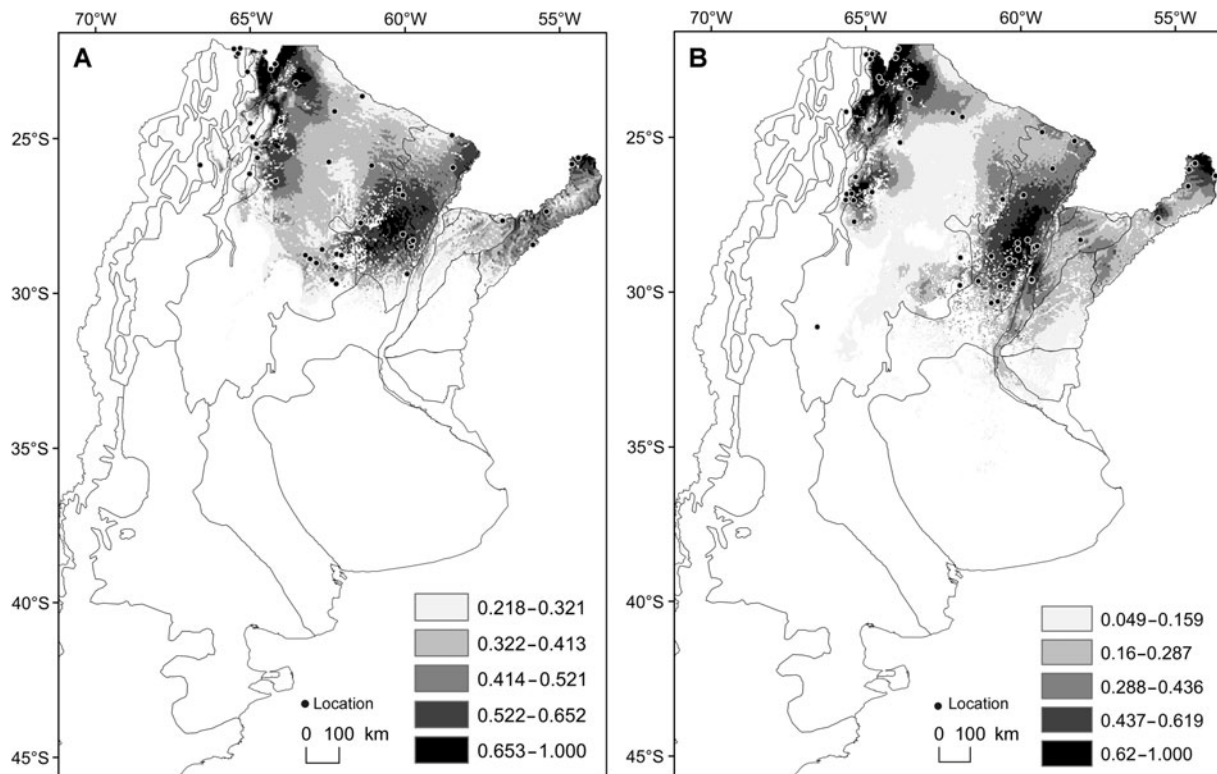 70°W 65°W 60°W 55°W
A
25°S
30°S
35°S
40°S
45°S
0.218–0.321
0.322–0.413
0.414–0.521
0.522–0.652
0.653–1.000
Location
0 100 km
70°W 65°W 60°W 55°W
B
25°S
30°S
35°S
40°S
45°S
0.049–0.159
0.16–0.287
0.288–0.436
0.437–0.619
0.62–1.000
Location
0 100 km